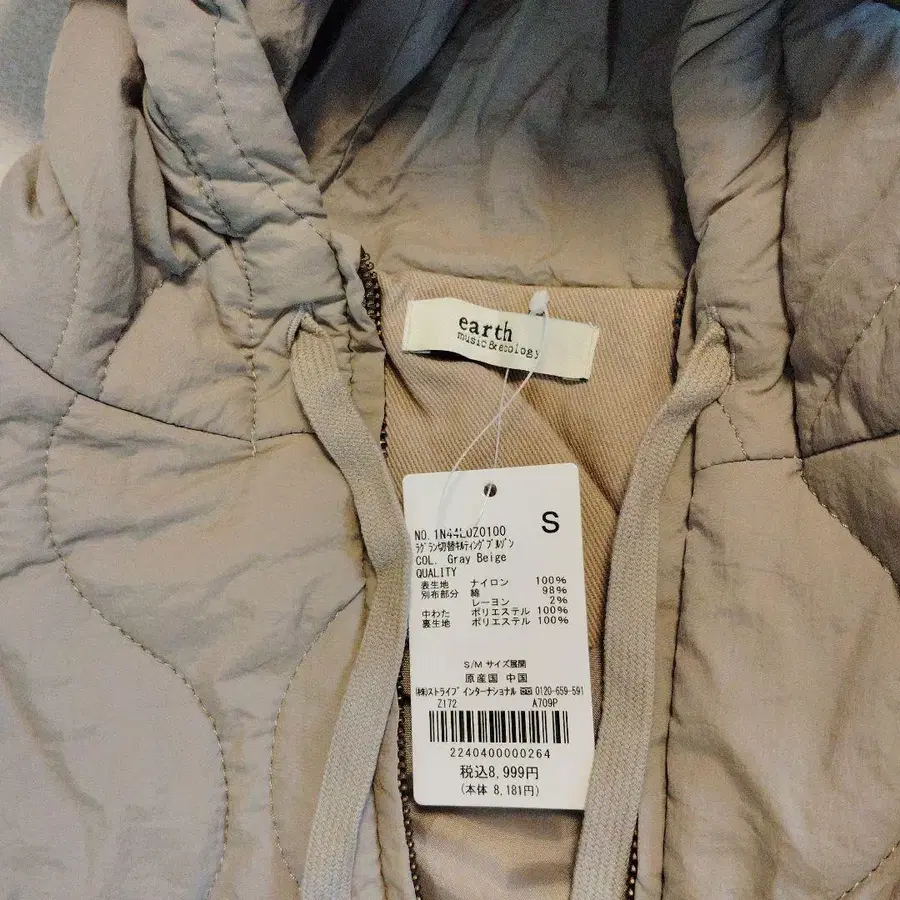 earth
music&ecology
S
NO. 1N44L0Z0100
ラグラン切替キルティングブルゾン
COL. Gray Beige
QUALITY
表生地 ナイロン 100%
別布部分 綿 98%
レーヨン 2%
中わた ポリエステル 100%
裏生地 ポリエステル 100%
S/M サイズ展開
原産国 中国
(株)ストライプインターナショナル 0120-659-591
Z172 A709P
2240400000264
税込8,999円
(本体 8,181円)